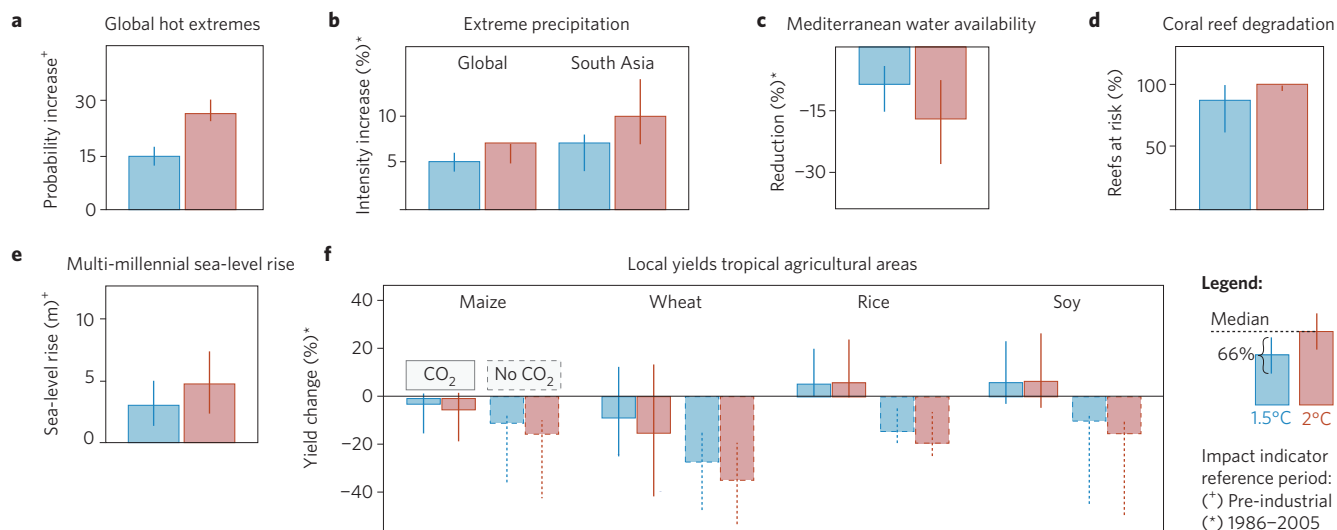 a
Global hot extremes
Probability increase⁺
30
15
0
b
Extreme precipitation
Intensity increase (%)*
Global
South Asia
10
5
c
Mediterranean water availability
Reduction (%)*
−15
−30
d
Coral reef degradation
Reefs at risk (%)
100
50
e
Multi-millennial sea-level rise
Sea-level rise (m)⁺
10
5
0
f
Local yields tropical agricultural areas
Yield change (%)*
40
20
0
−20
−40
Maize
Wheat
Rice
Soy
CO₂
No CO₂
Legend:
Median
66%
1.5°C
2°C
Impact indicator
reference period:
(⁺) Pre-industrial
(*) 1986–2005